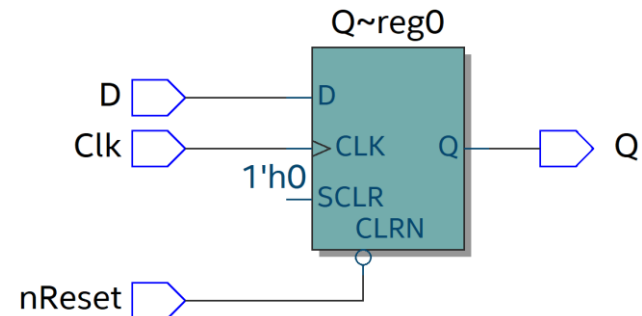 Q~reg0
D
D
Clk
CLK
Q
Q
1'h0
SCLR
CLRN
nReset